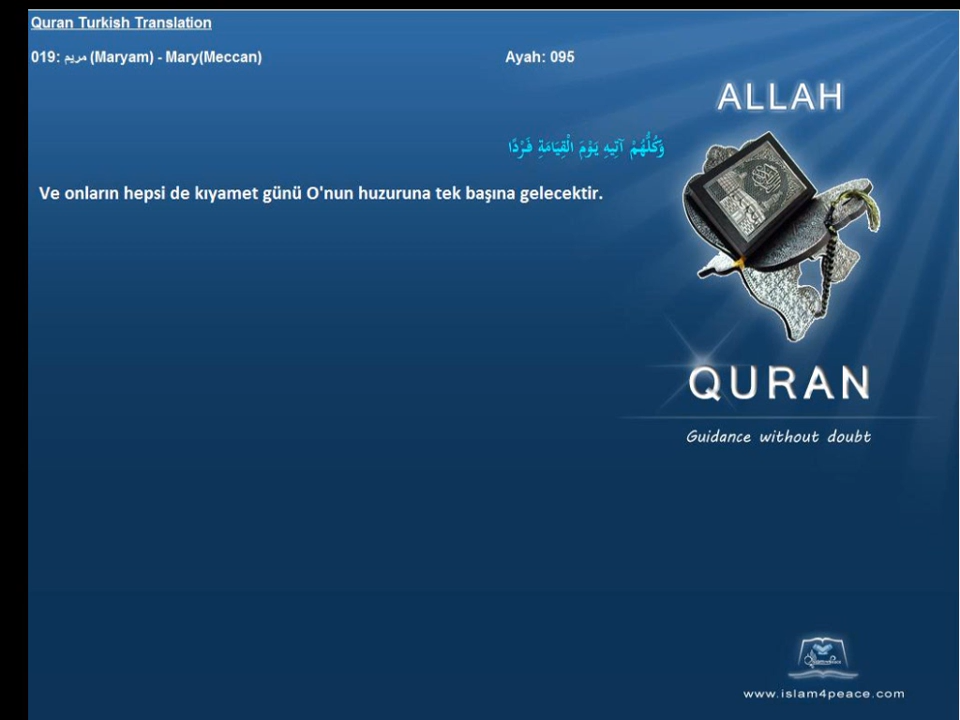 Quran Turkish Translation
019: مريم (Maryam) - Mary(Meccan) Ayah: 095
ALLAH
وَكُلُّهُمْ آتِيهِ يَوْمَ الْقِيَامَةِ فَرْدًا
Ve onların hepsi de kıyamet günü O'nun huzuruna tek başına gelecektir.
QURAN
Guidance without doubt
www.islam4peace.com